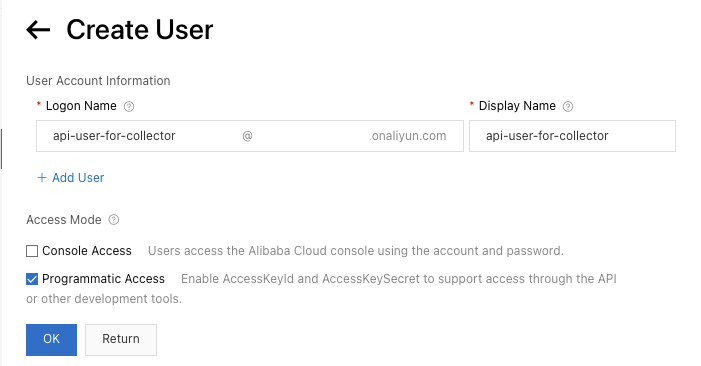 Create User
User Account Information
* Logon Name * Display Name
api-user-for-collector @ .onaliyun.com api-user-for-collector
+ Add User
Access Mode
Console Access Users access the Alibaba Cloud console using the account and password.
Programmatic Access Enable AccessKeyId and AccessKeySecret to support access through the API
or other development tools.
OK Return